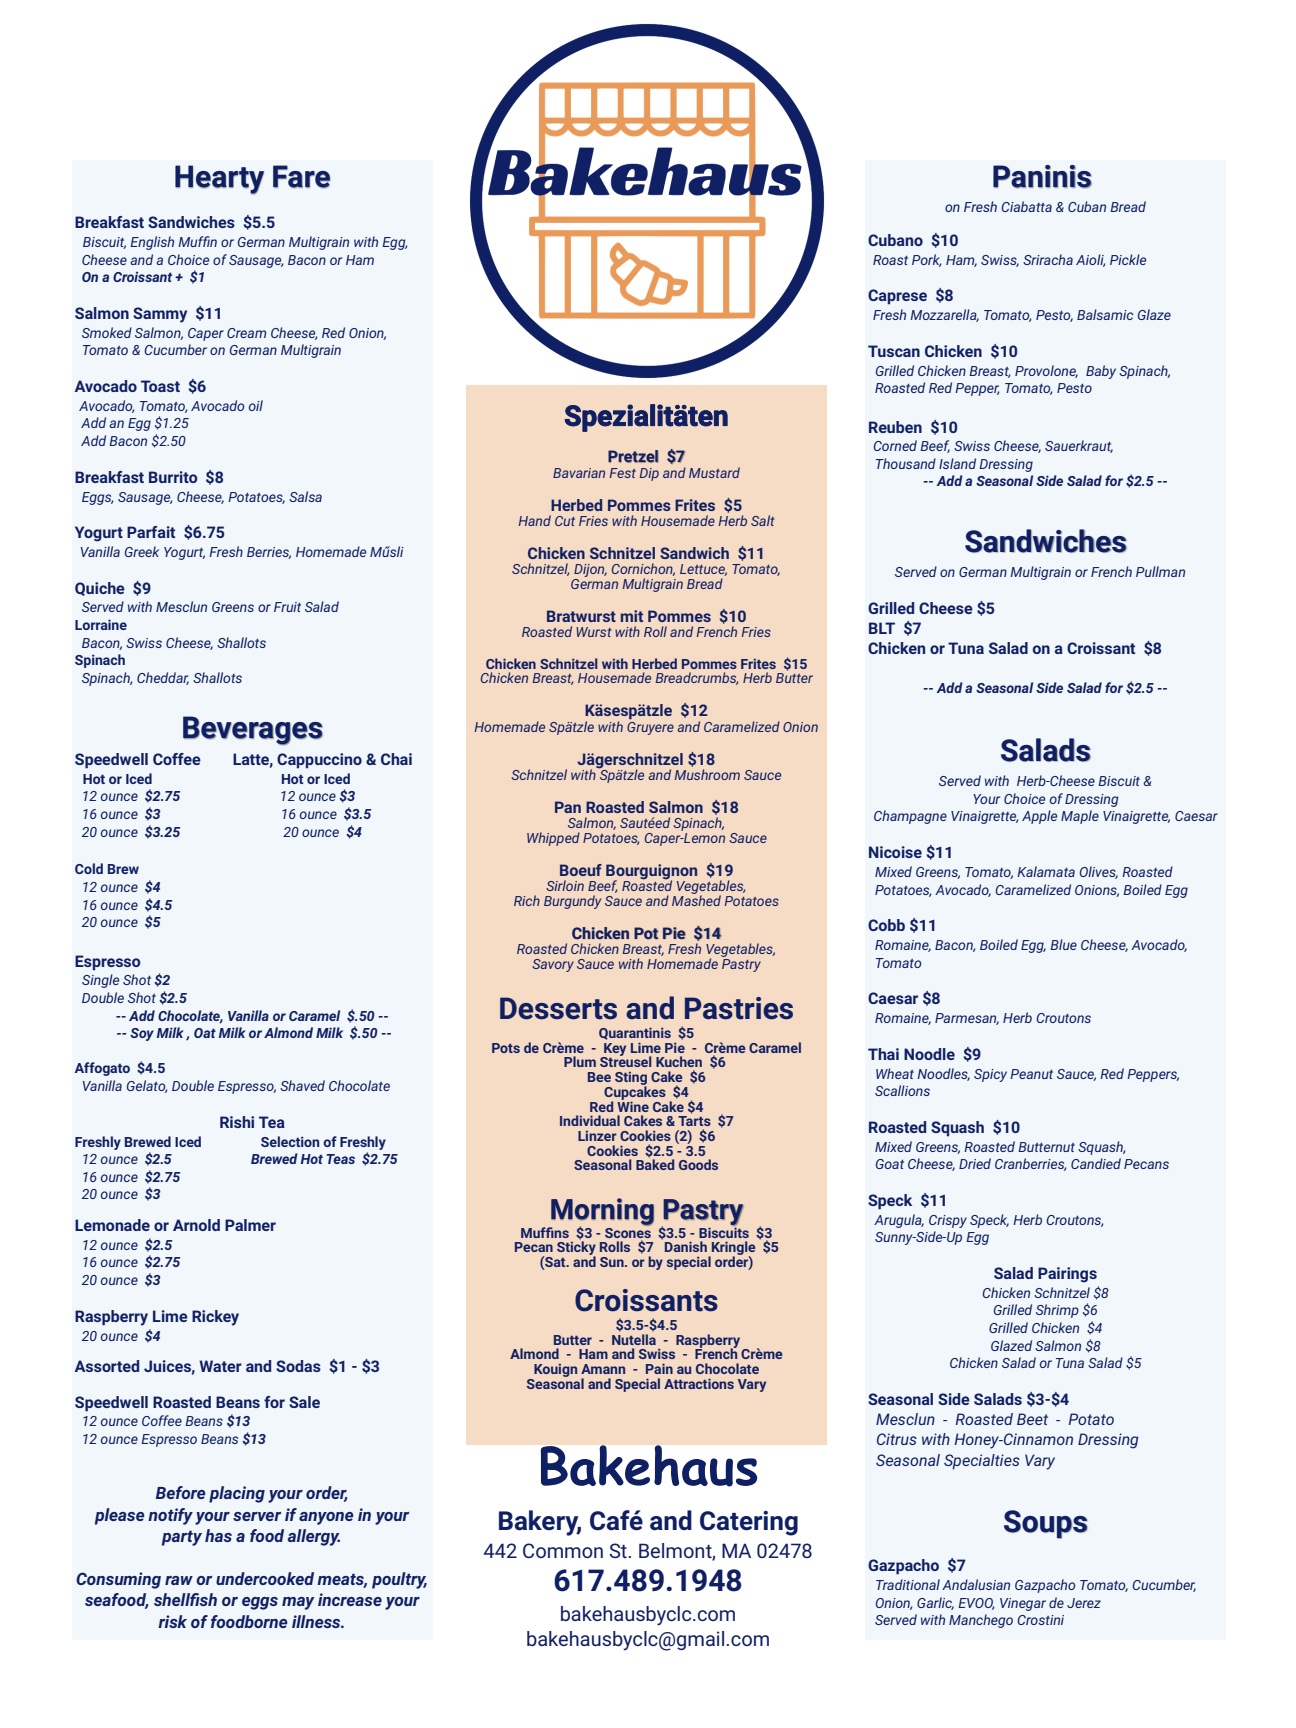 Bakehaus
Hearty Fare
Breakfast Sandwiches $5.5
Biscuit, English Muffin or German Multigrain with Egg,
Cheese and a Choice of Sausage, Bacon or Ham
On a Croissant + $1
Salmon Sammy $11
Smoked Salmon, Caper Cream Cheese, Red Onion,
Tomato & Cucumber on German Multigrain
Avocado Toast $6
Avocado, Tomato, Avocado oil
Add an Egg $1.25
Add Bacon $2.50
Breakfast Burrito $8
Eggs, Sausage, Cheese, Potatoes, Salsa
Yogurt Parfait $6.75
Vanilla Greek Yogurt, Fresh Berries, Homemade Műsli
Quiche $9
Served with Mesclun Greens or Fruit Salad
Lorraine
Bacon, Swiss Cheese, Shallots
Spinach
Spinach, Cheddar, Shallots
Beverages
Speedwell Coffee
Hot or Iced
12 ounce $2.75
16 ounce $3
20 ounce $3.25
Latte, Cappuccino & Chai
Hot or Iced
12 ounce $3
16 ounce $3.5
20 ounce $4
Cold Brew
12 ounce $4
16 ounce $4.5
20 ounce $5
Espresso
Single Shot $2
Double Shot $2.5
-- Add Chocolate, Vanilla or Caramel $.50 --
-- Soy Milk , Oat Milk or Almond Milk $.50 --
Affogato $4.5
Vanilla Gelato, Double Espresso, Shaved Chocolate
Rishi Tea
Freshly Brewed Iced
12 ounce $2.5
16 ounce $2.75
20 ounce $3
Selection of Freshly
Brewed Hot Teas $2.75
Lemonade or Arnold Palmer
12 ounce $2.5
16 ounce $2.75
20 ounce $3
Raspberry Lime Rickey
20 ounce $4
Assorted Juices, Water and Sodas $1 - $3
Speedwell Roasted Beans for Sale
12 ounce Coffee Beans $13
12 ounce Espresso Beans $13
Before placing your order,
please notify your server if anyone in your
party has a food allergy.
Consuming raw or undercooked meats, poultry,
seafood, shellfish or eggs may increase your
risk of foodborne illness.
Spezialitäten
Pretzel $7
Bavarian Fest Dip and Mustard
Herbed Pommes Frites $5
Hand Cut Fries with Housemade Herb Salt
Chicken Schnitzel Sandwich $11
Schnitzel, Dijon, Cornichon, Lettuce, Tomato,
German Multigrain Bread
Bratwurst mit Pommes $10
Roasted Wurst with Roll and French Fries
Chicken Schnitzel with Herbed Pommes Frites $15
Chicken Breast, Housemade Breadcrumbs, Herb Butter
Käsespätzle $12
Homemade Spätzle with Gruyere and Caramelized Onion
Jägerschnitzel $18
Schnitzel with Spätzle and Mushroom Sauce
Pan Roasted Salmon $18
Salmon, Sautéed Spinach,
Whipped Potatoes, Caper-Lemon Sauce
Boeuf Bourguignon $19
Sirloin Beef, Roasted Vegetables,
Rich Burgundy Sauce and Mashed Potatoes
Chicken Pot Pie $14
Roasted Chicken Breast, Fresh Vegetables,
Savory Sauce with Homemade Pastry
Desserts and Pastries
Quarantinis $5
Pots de Crème - Key Lime Pie - Crème Caramel
Plum Streusel Kuchen $6
Bee Sting Cake $6
Cupcakes $4
Red Wine Cake $4
Individual Cakes & Tarts $7
Linzer Cookies (2) $6
Cookies $2.5 - 3.5
Seasonal Baked Goods
Morning Pastry
Muffins $3 - Scones $3.5 - Biscuits $3
Pecan Sticky Rolls $7 Danish Kringle $5
(Sat. and Sun. or by special order)
Croissants
$3.5-$4.5
Butter - Nutella - Raspberry
Almond - Ham and Swiss - French Crème
Kouign Amann - Pain au Chocolate
Seasonal and Special Attractions Vary
Bakehaus
Bakery, Café and Catering
442 Common St. Belmont, MA 02478
617.489.1948
bakehausbyclc.com
bakehausbyclc@gmail.com
Paninis
on Fresh Ciabatta & Cuban Bread
Cubano $10
Roast Pork, Ham, Swiss, Sriracha Aioli, Pickle
Caprese $8
Fresh Mozzarella, Tomato, Pesto, Balsamic Glaze
Tuscan Chicken $10
Grilled Chicken Breast, Provolone, Baby Spinach,
Roasted Red Pepper, Tomato, Pesto
Reuben $10
Corned Beef, Swiss Cheese, Sauerkraut,
Thousand Island Dressing
-- Add a Seasonal Side Salad for $2.5 --
Sandwiches
Served on German Multigrain or French Pullman
Grilled Cheese $5
BLT $7
Chicken or Tuna Salad on a Croissant $8
-- Add a Seasonal Side Salad for $2.5 --
Salads
Served with Herb-Cheese Biscuit &
Your Choice of Dressing
Champagne Vinaigrette, Apple Maple Vinaigrette, Caesar
Nicoise $11
Mixed Greens, Tomato, Kalamata Olives, Roasted
Potatoes, Avocado, Caramelized Onions, Boiled Egg
Cobb $11
Romaine, Bacon, Boiled Egg, Blue Cheese, Avocado,
Tomato
Caesar $8
Romaine, Parmesan, Herb Croutons
Thai Noodle $9
Wheat Noodles, Spicy Peanut Sauce, Red Peppers,
Scallions
Roasted Squash $10
Mixed Greens, Roasted Butternut Squash,
Goat Cheese, Dried Cranberries, Candied Pecans
Speck $11
Arugula, Crispy Speck, Herb Croutons,
Sunny-Side-Up Egg
Salad Pairings
Chicken Schnitzel $8
Grilled Shrimp $6
Grilled Chicken $4
Glazed Salmon $8
Chicken Salad or Tuna Salad $5
Seasonal Side Salads $3-$4
Mesclun - Roasted Beet - Potato
Citrus with Honey-Cinnamon Dressing
Seasonal Specialties Vary
Soups
Gazpacho $7
Traditional Andalusian Gazpacho Tomato, Cucumber,
Onion, Garlic, EVOO, Vinegar de Jerez
Served with Manchego Crostini